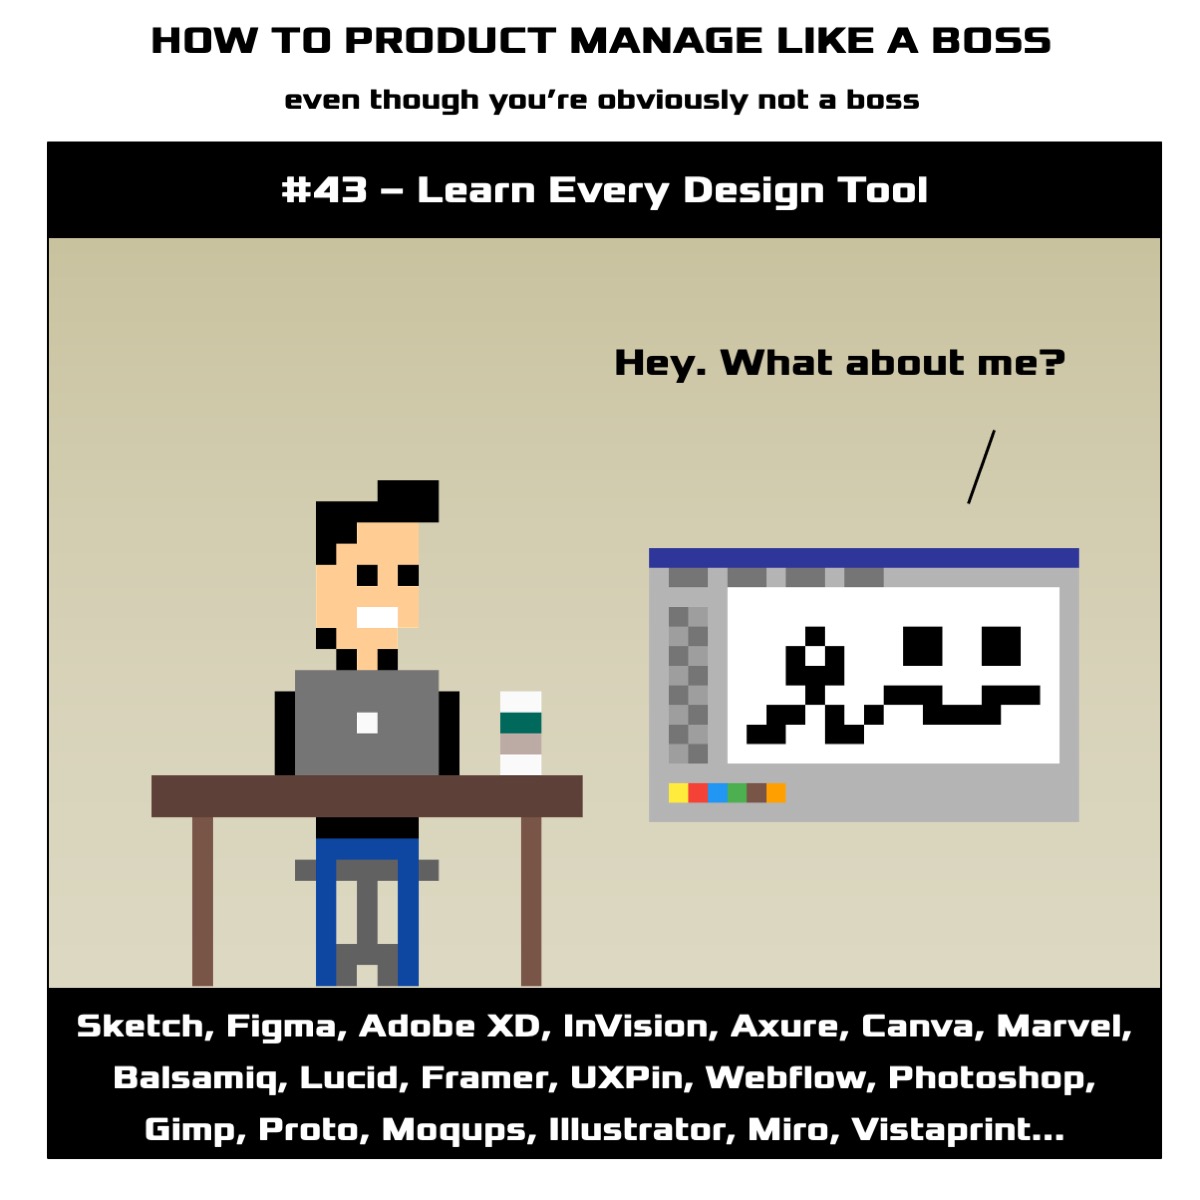 HOW TO PRODUCT MANAGE LIKE A BOSS
even though you’re obviously not a boss
#43 – Learn Every Design Tool
Hey. What about me?
Sketch, Figma, Adobe XD, InVision, Axure, Canva, Marvel,
Balsamiq, Lucid, Framer, UXPin, Webflow, Photoshop,
Gimp, Proto, Moqups, Illustrator, Miro, Vistaprint...